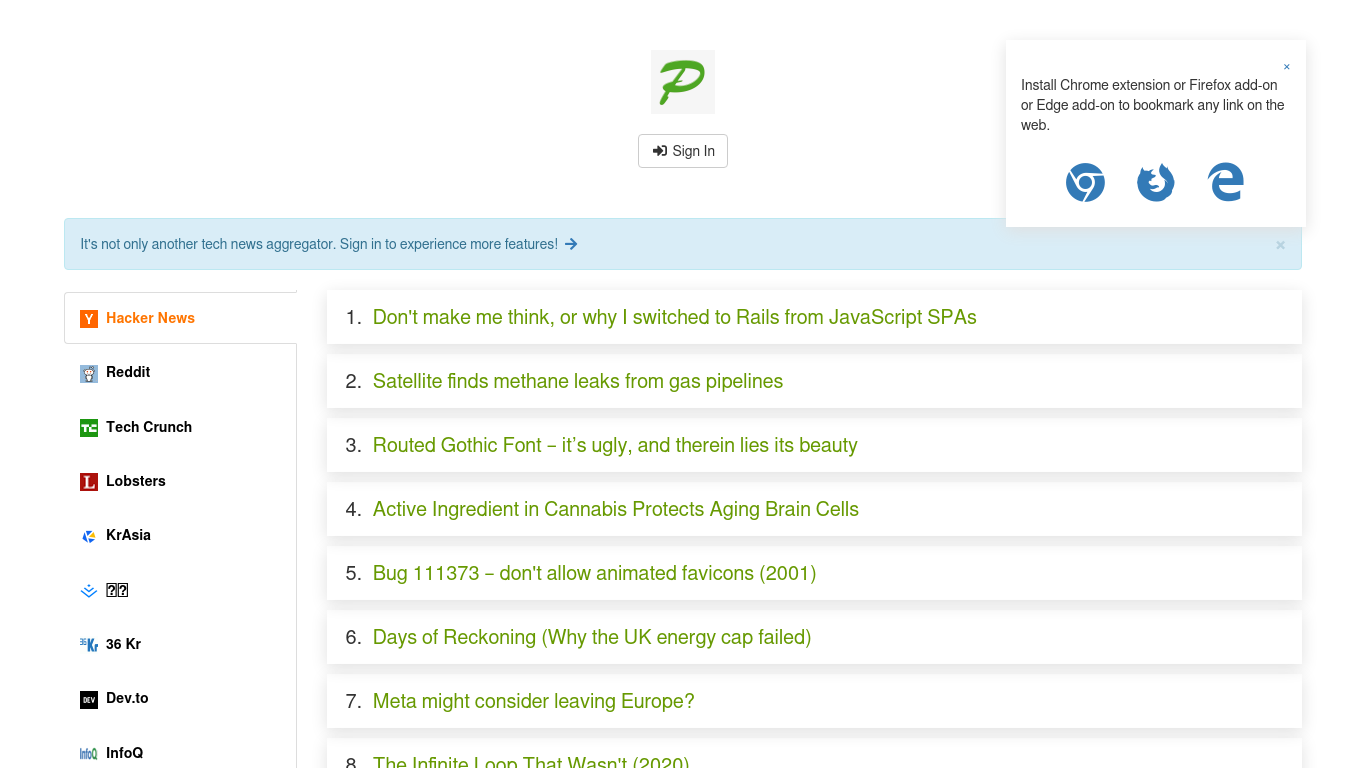 P
Sign In
×
Install Chrome extension or Firefox add-on
or Edge add-on to bookmark any link on the
web.
It's not only another tech news aggregator. Sign in to experience more features!
×
Y Hacker News
Reddit
Tech Crunch
L Lobsters
KrAsia
36Kr 36 Kr
DEV Dev.to
InfoQ InfoQ
1. Don't make me think, or why I switched to Rails from JavaScript SPAs
2. Satellite finds methane leaks from gas pipelines
3. Routed Gothic Font – it’s ugly, and therein lies its beauty
4. Active Ingredient in Cannabis Protects Aging Brain Cells
5. Bug 111373 – don't allow animated favicons (2001)
6. Days of Reckoning (Why the UK energy cap failed)
7. Meta might consider leaving Europe?
8. The Infinite Loop That Wasn't (2020)